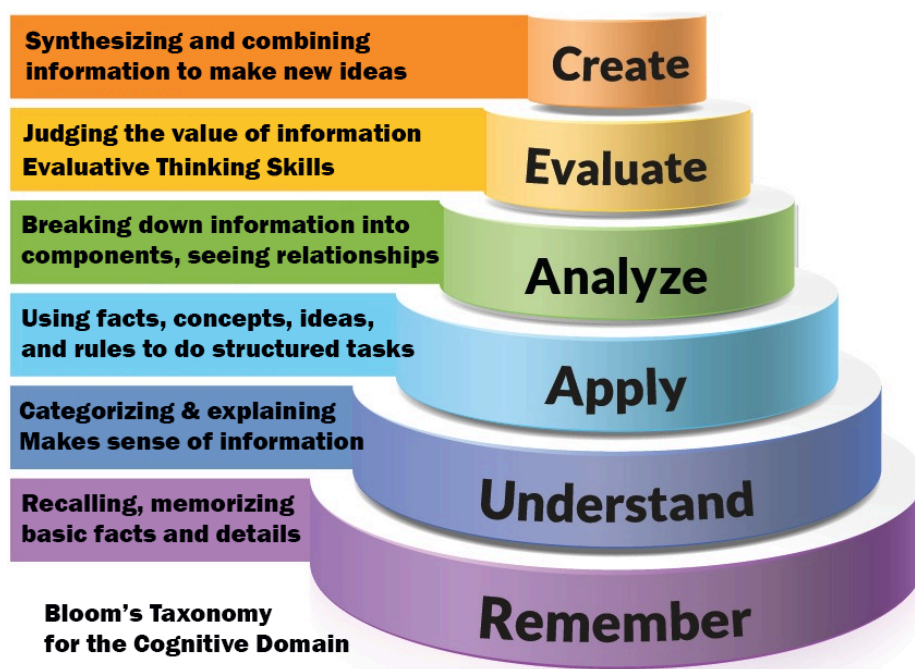 Synthesizing and combining
information to make new ideas
Create
Judging the value of information
Evaluative Thinking Skills
Evaluate
Breaking down information into
components, seeing relationships
Analyze
Using facts, concepts, ideas,
and rules to do structured tasks
Apply
Categorizing & explaining
Makes sense of information
Understand
Recalling, memorizing
basic facts and details
Remember
Bloom's Taxonomy
for the Cognitive Domain